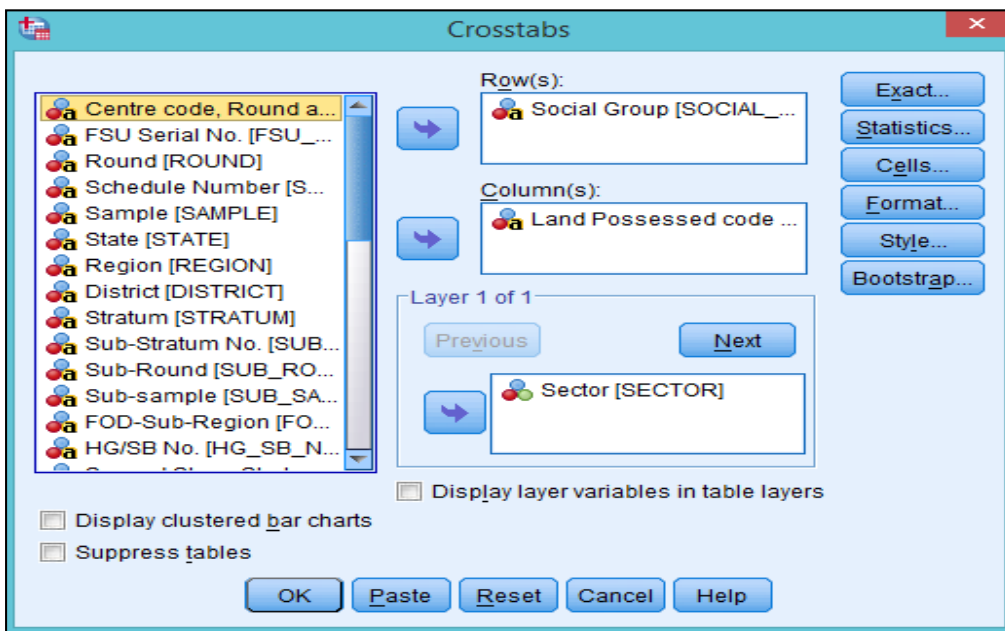 Crosstabs
Centre code, Round a...
FSU Serial No. [FSU_...
Round [ROUND]
Schedule Number [S...
Sample [SAMPLE]
State [STATE]
Region [REGION]
District [DISTRICT]
Stratum [STRATUM]
Sub-Stratum No. [SUB...
Sub-Round [SUB_RO...
Sub-sample [SUB_SA...
FOD-Sub-Region [FO...
HG/SB No. [HG_SB_N...
Row(s):
Social Group [SOCIAL_...
Column(s):
Land Possessed code ...
Layer 1 of 1
Previous
Next
Sector [SECTOR]
Display layer variables in table layers
Exact...
Statistics...
Cells...
Format...
Style...
Bootstrap...
Display clustered bar charts
Suppress tables
OK
Paste
Reset
Cancel
Help